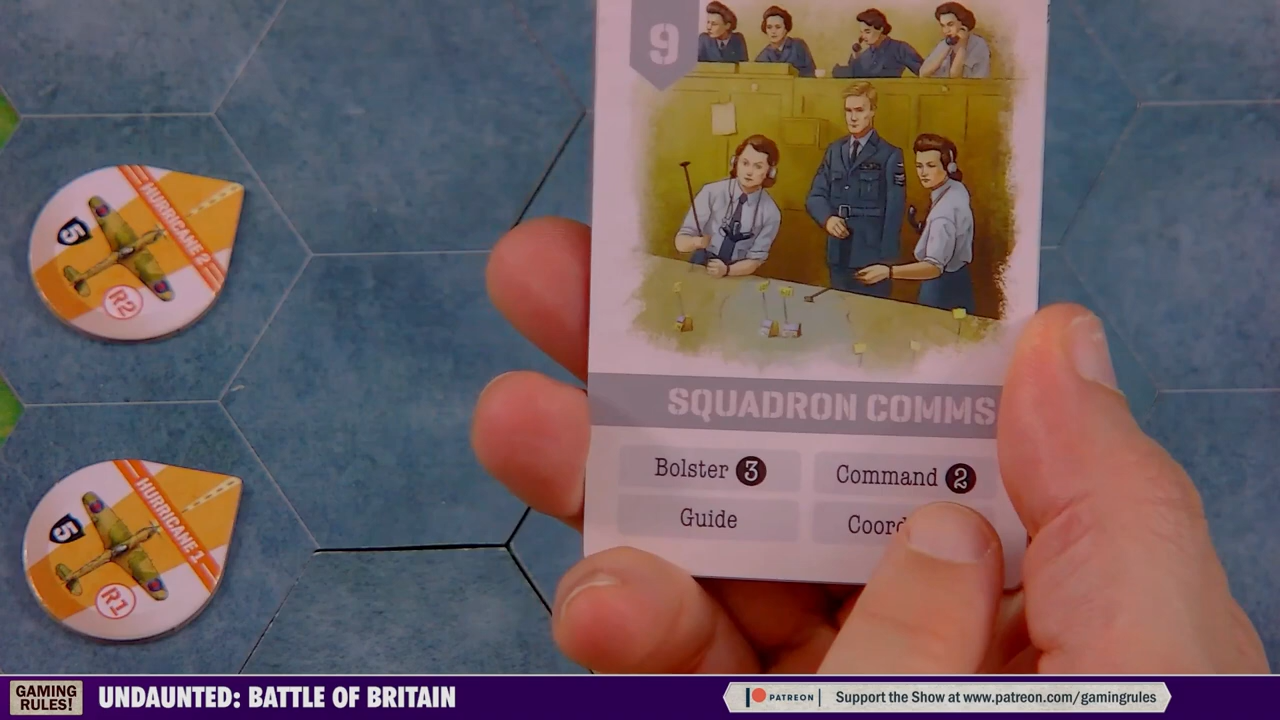 9
SQUADRON COMMS
Bolster 3
Command 2
Guide
HURRICANE 2
5
R2
HURRICANE 1
5
R1
GAMING
RULES!
UNDAUNTED: BATTLE OF BRITAIN
PATREON
Support the Show at www.patreon.com/gamingrules